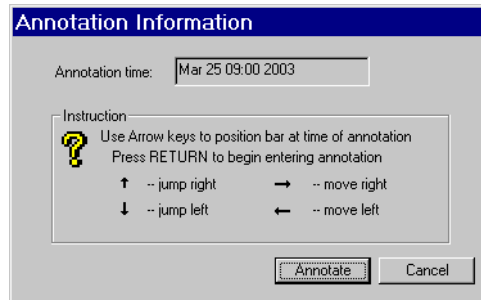 Annotation Information
Annotation time: Mar 25 09:00 2003
Instruction
Use Arrow keys to position bar at time of annotation
Press RETURN to begin entering annotation
↑ -- jump right → -- move right
↓ -- jump left ← -- move left
Annotate Cancel